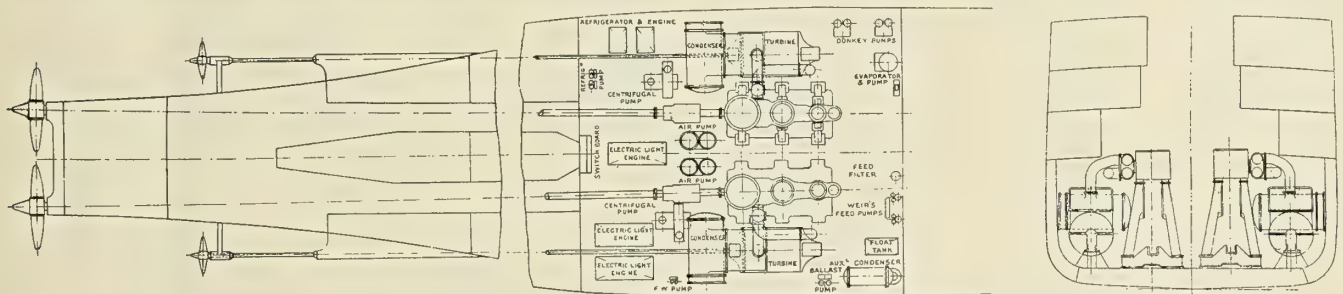 REFRIGERATOR & ENGINE
CONDENSER
TURBINE
DONKEY PUMPS
REFRIGR
PUMP
CENTRIFUGAL
PUMP
EVAPORATOR
& PUMP
AIR PUMP
SWITCH BOARD
ELECTRIC LIGHT
ENGINE
AIR PUMP
FEED
FILTER
CENTRIFUGAL
PUMP
WEIR'S
FEED PUMPS
ELECTRIC LIGHT
ENGINE
CONDENSER
TURBINE
FLOAT
TANK
ELECTRIC LIGHT
ENGINE
AUXY CONDENSER
BALLAST
PUMP
F W PUMP